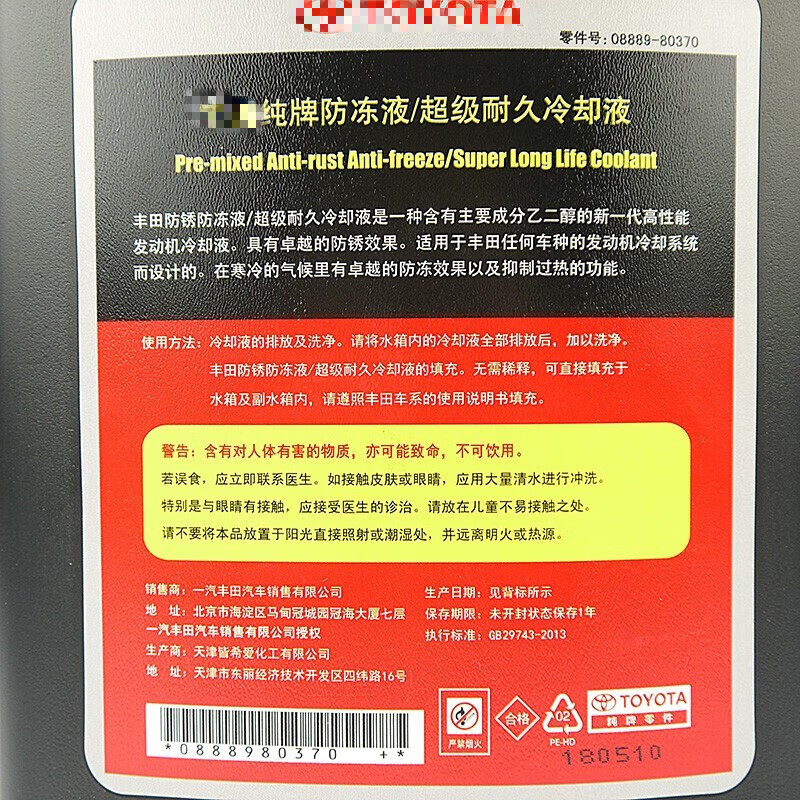 TOYOTA
零件号:08889-80370
纯牌防冻液/超级耐久冷却液
Pre-mixed Anti-rust Anti-freeze/Super Long Life Coolant
丰田防锈防冻液/超级耐久冷却液是一种含有主要成分乙二醇的新一代高性能
发动机冷却液。具有卓越的防锈效果。适用于丰田任何车种的发动机冷却系统
而设计的。在寒冷的气候里有卓越的防冻效果以及抑制过热的功能。
使用方法：冷却液的排放及洗净。请将水箱内的冷却液全部排放后，加以洗净。
丰田防锈防冻液/超级耐久冷却液的填充。无需稀释，可直接填充于
水箱及副水箱内，请遵照丰田车系的使用说明书填充。
警告：含有对人体有害的物质，亦可能致命，不可饮用。
若误食，应立即联系医生。如接触皮肤或眼睛，应用大量清水进行冲洗。
特别是与眼睛有接触，应接受医生的诊治。请放在儿童不易接触之处。
请不要将本品放置于阳光直接照射或潮湿处，并远离明火或热源。
销售商：一汽丰田汽车销售有限公司
地 址：北京市海淀区马甸冠城园冠海大厦七层
一汽丰田汽车销售有限公司授权
生产商：天津皆希爱化工有限公司
地 址：天津市东丽经济技术开发区四纬路16号
生产日期：见背标所示
保存期限：未开封状态保存1年
执行标准：GB29743-2013
*0888980370 +*
严禁烟火
合格
02
PE-HD
TOYOTA
纯牌零件
180510